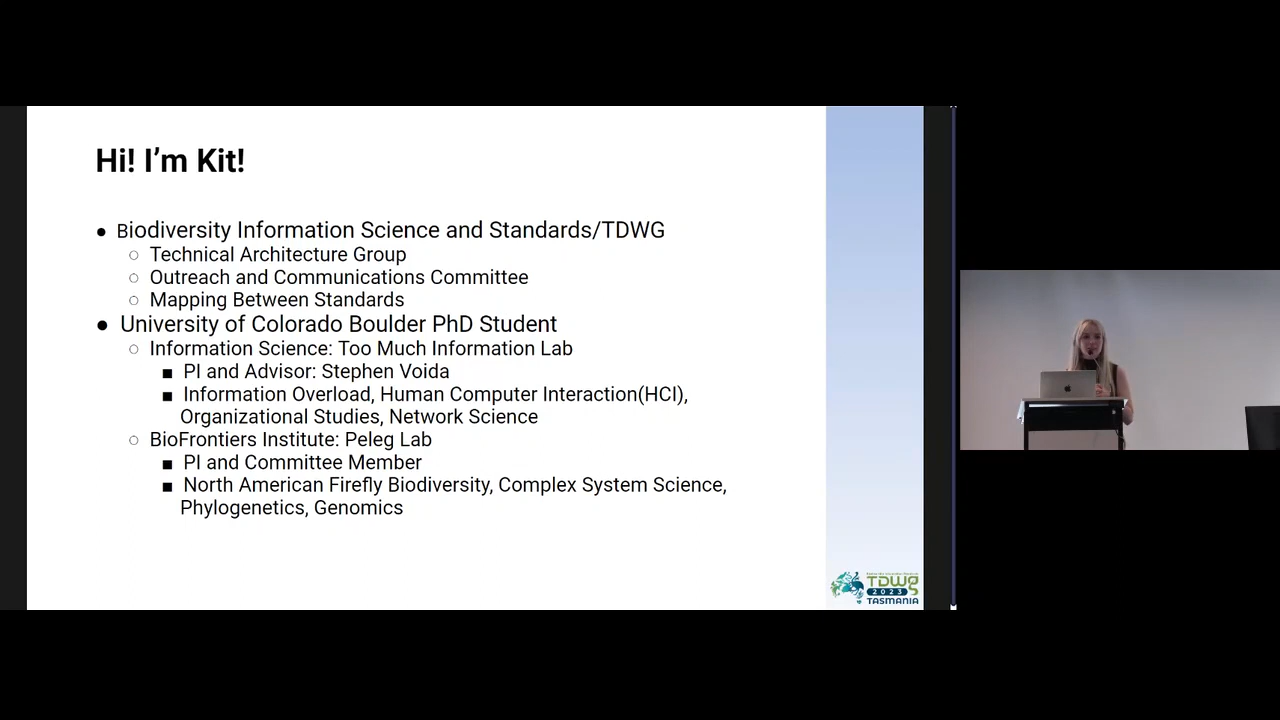 Hi! I’m Kit!
● Biodiversity Information Science and Standards/TDWG
○ Technical Architecture Group
○ Outreach and Communications Committee
○ Mapping Between Standards
● University of Colorado Boulder PhD Student
○ Information Science: Too Much Information Lab
■ PI and Advisor: Stephen Voida
■ Information Overload, Human Computer Interaction(HCI),
Organizational Studies, Network Science
○ BioFrontiers Institute: Peleg Lab
■ PI and Committee Member
■ North American Firefly Biodiversity, Complex System Science,
Phylogenetics, Genomics
TDWG
2023
TASMANIA